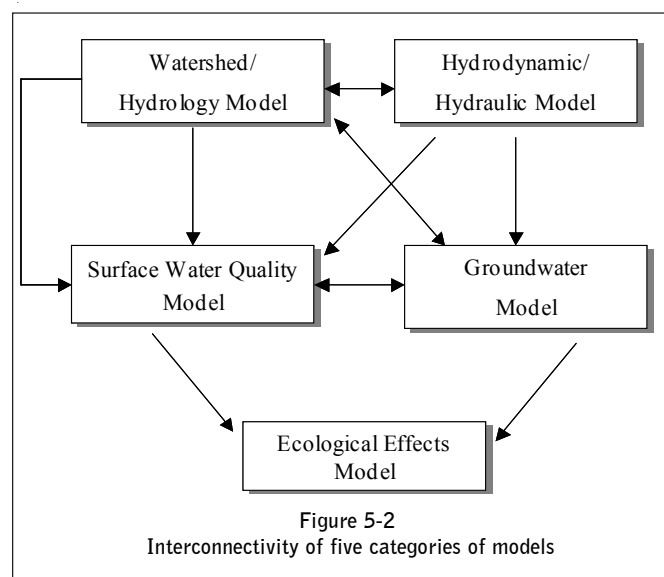 Watershed/
Hydrology Model
Hydrodynamic/
Hydraulic Model
Surface Water Quality
Model
Groundwater
Model
Ecological Effects
Model
Figure 5-2
Interconnectivity of five categories of models